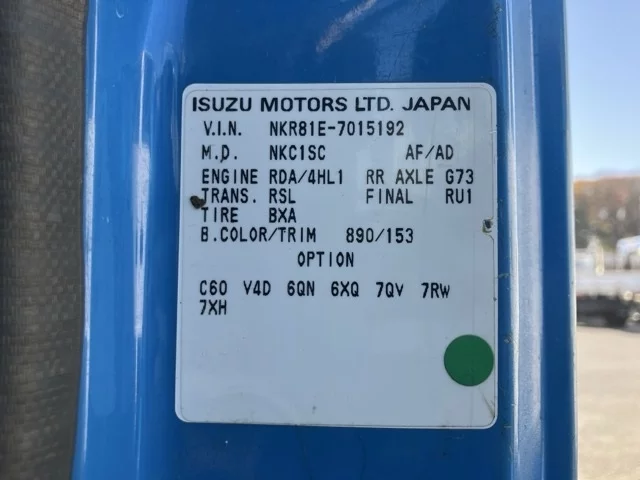 ISUZU MOTORS LTD. JAPAN
V.I.N. NKR81E-7015192
M.D. NKC1SC AF/AD
ENGINE RDA/4HL1 RR AXLE G73
TRANS. RSL FINAL RU1
TIRE BXA
B.COLOR/TRIM 890/153
OPTION
C60 V4D 6QN 6XQ 7QV 7RW
7XH